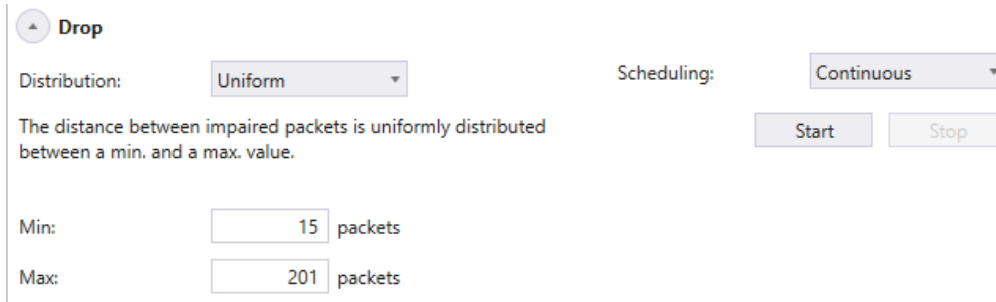 Drop
Distribution: Uniform Scheduling: Continuous
The distance between impaired packets is uniformly distributed
between a min. and a max. value.
Start Stop
Min: 15 packets
Max: 201 packets